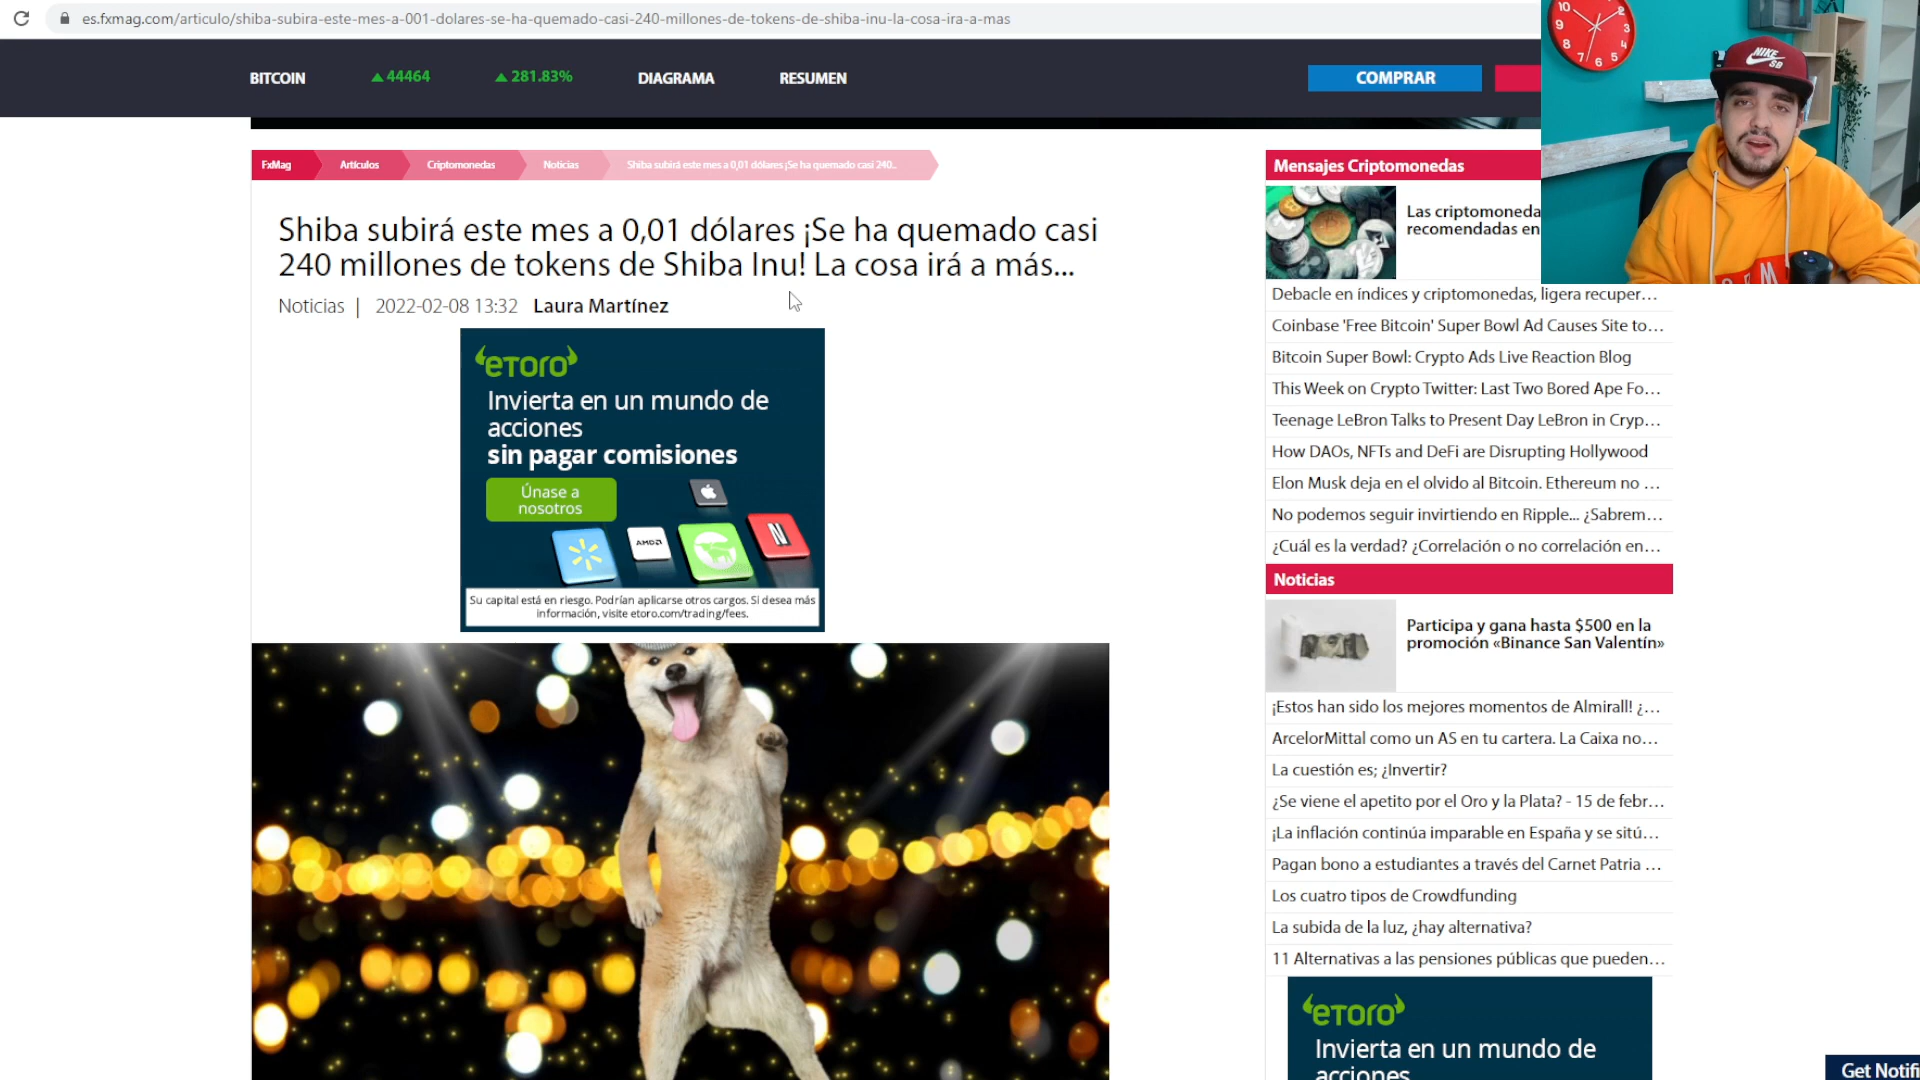 es.fxmag.com/articulo/shiba-subira-este-mes-a-001-dolares-se-ha-quemado-casi-240-millones-de-tokens-de-shiba-inu-la-cosa-ira-a-mas
BITCOIN 44464 281.83% DIAGRAMA RESUMEN COMPRAR
FxMag Artículos Criptomonedas Noticias Shiba subirá este mes a 0,01 dólares ¡Se ha quemado casi 240...
Shiba subirá este mes a 0,01 dólares ¡Se ha quemado casi
240 millones de tokens de Shiba Inu! La cosa irá a más...
Noticias | 2022-02-08 13:32 Laura Martínez
eToro
Invierta en un mundo de
acciones
sin pagar comisiones
Únase a
nosotros
AMD
N
Su capital está en riesgo. Podrían aplicarse otros cargos. Si desea más
información, visite etoro.com/trading/fees.
Mensajes Criptomonedas
Las criptomoneda
recomendadas en
Debacle en índices y criptomonedas, ligera recuper...
Coinbase 'Free Bitcoin' Super Bowl Ad Causes Site to...
Bitcoin Super Bowl: Crypto Ads Live Reaction Blog
This Week on Crypto Twitter: Last Two Bored Ape Fo...
Teenage LeBron Talks to Present Day LeBron in Cryp...
How DAOs, NFTs and DeFi are Disrupting Hollywood
Elon Musk deja en el olvido al Bitcoin. Ethereum no ...
No podemos seguir invirtiendo en Ripple... ¿Sabrem...
¿Cuál es la verdad? ¿Correlación o no correlación en...
Noticias
Participa y gana hasta $500 en la
promoción «Binance San Valentín»
¡Estos han sido los mejores momentos de Almirall! ¿...
ArcelorMittal como un AS en tu cartera. La Caixa no...
La cuestión es; ¿Invertir?
¿Se viene el apetito por el Oro y la Plata? - 15 de febr...
¡La inflación continúa imparable en España y se sitú...
Pagan bono a estudiantes a través del Carnet Patria ...
Los cuatro tipos de Crowdfunding
La subida de la luz, ¿hay alternativa?
11 Alternativas a las pensiones públicas que pueden...
eToro
Invierta en un mundo de
acciones
Get Notifi
10
9
8
7
6
5
4
3
2
NIKE
SB